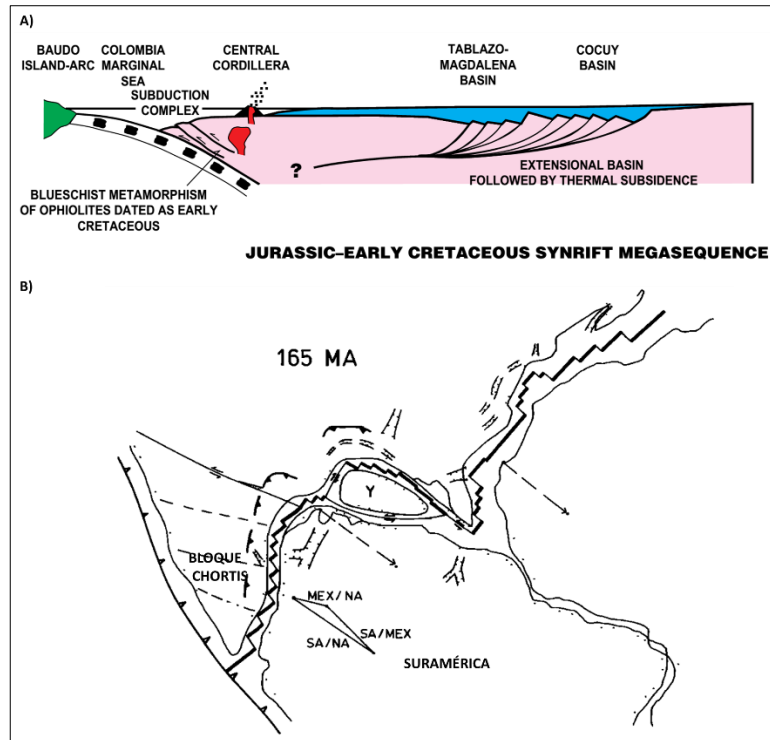 A)
BAUDO
ISLAND-ARC
COLOMBIA
MARGINAL
SEA
SUBDUCTION
COMPLEX
CENTRAL
CORDILLERA
TABLAZO-
MAGDALENA
BASIN
COCUY
BASIN
?
EXTENSIONAL BASIN
FOLLOWED BY THERMAL SUBSIDENCE
BLUESCHIST METAMORPHISM
OF OPHIOLITES DATED AS EARLY
CRETACEOUS
JURASSIC–EARLY CRETACEOUS SYNRIFT MEGASEQUENCE
B)
165 MA
Y
BLOQUE
CHORTIS
MEX/NA
SA/MEX
SA/NA
SURAMÉRICA